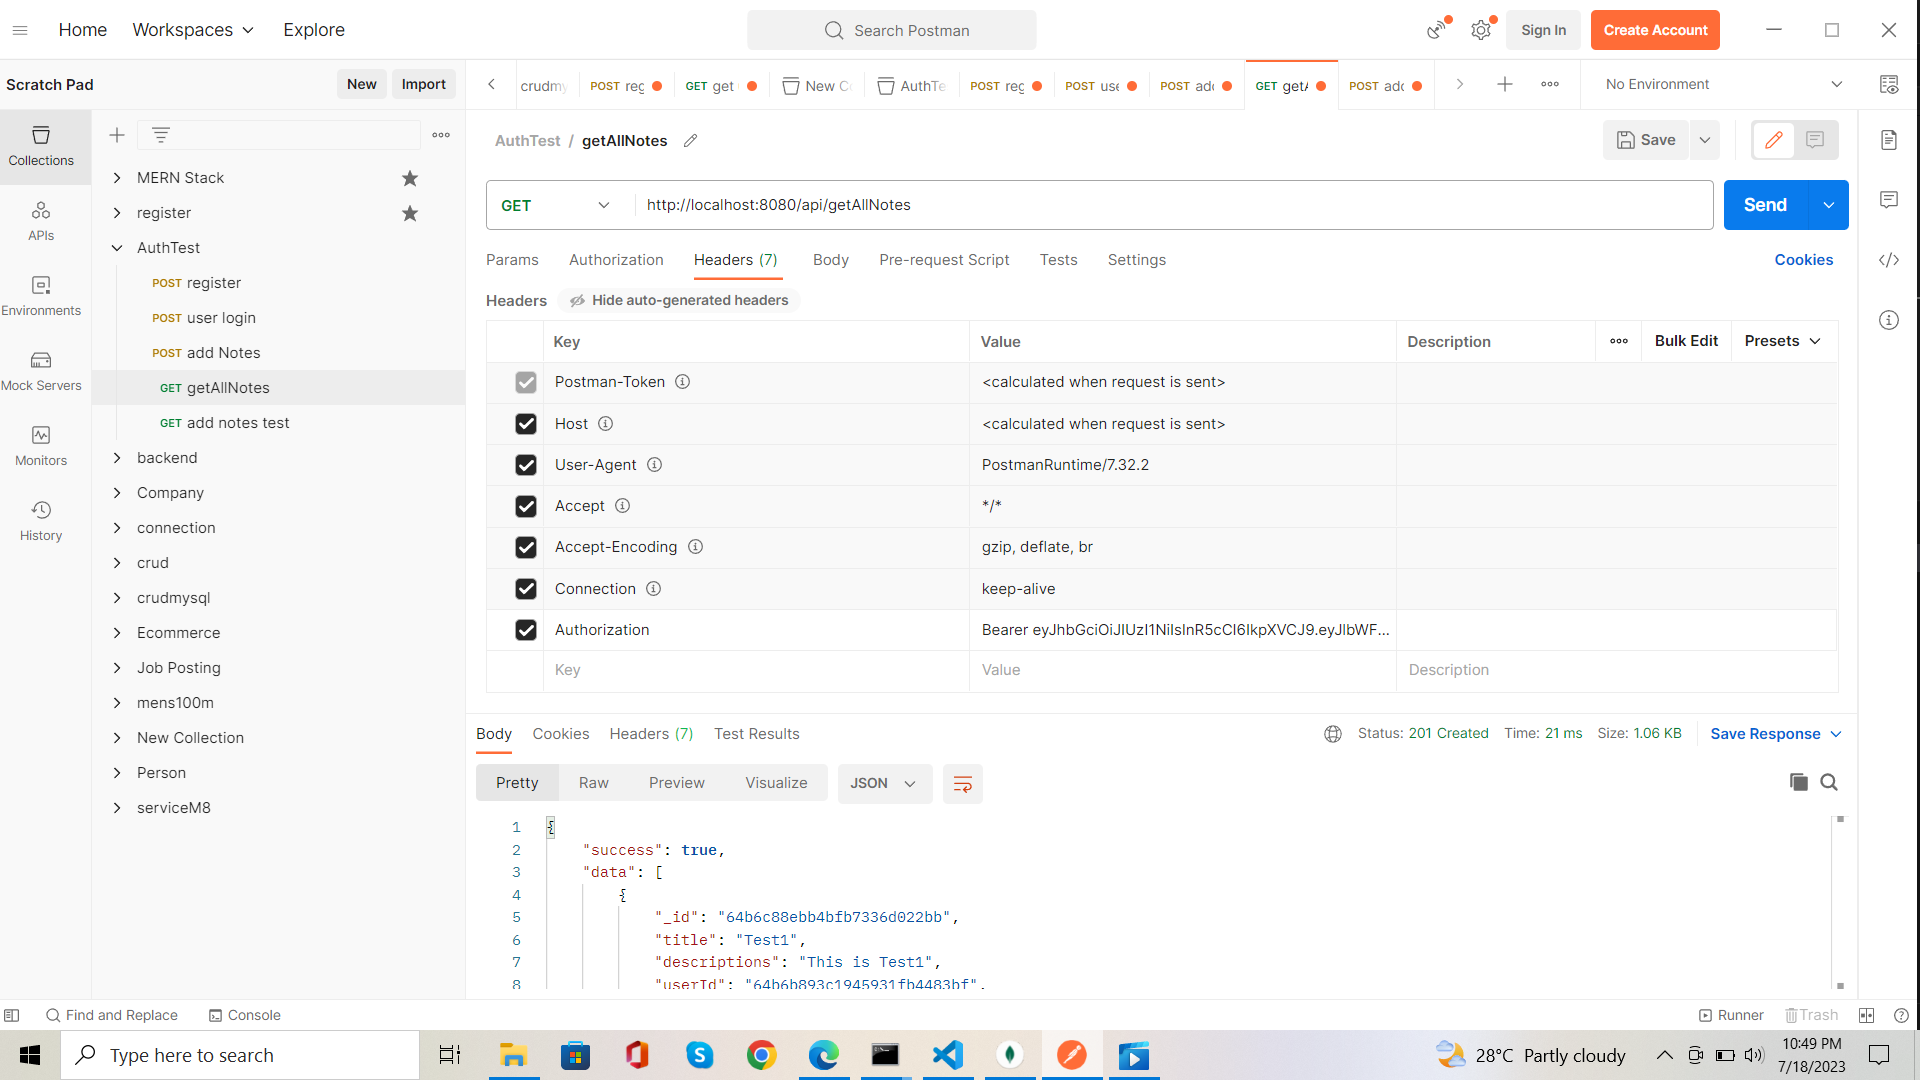 Home Workspaces Explore Search Postman Sign In Create Account
Scratch Pad New Import crudmy POST reg GET get New Co AuthTe POST reg POST use POST add GET getA POST add No Environment
Collections
APIs
Environments
Mock Servers
Monitors
History
MERN Stack
register
AuthTest
POST register
POST user login
POST add Notes
GET getAllNotes
GET add notes test
backend
Company
connection
crud
crudmysql
Ecommerce
Job Posting
mens100m
New Collection
Person
serviceM8
AuthTest / getAllNotes Save
GET http://localhost:8080/api/getAllNotes Send
Params Authorization Headers (7) Body Pre-request Script Tests Settings Cookies
Headers Hide auto-generated headers
Key Value Description Bulk Edit Presets
Postman-Token <calculated when request is sent>
Host <calculated when request is sent>
User-Agent PostmanRuntime/7.32.2
Accept */*
Accept-Encoding gzip, deflate, br
Connection keep-alive
Authorization Bearer eyJhbGciOiJIUzI1NiIsInR5cCI6IkpXVCJ9.eyJlbWF...
Key Value Description
Body Cookies Headers (7) Test Results Status: 201 Created Time: 21 ms Size: 1.06 KB Save Response
Pretty Raw Preview Visualize JSON
1 {
2 "success": true,
3 "data": [
4 {
5 "_id": "64b6c88ebb4bfb7336d022bb",
6 "title": "Test1",
7 "descriptions": "This is Test1",
8 "userId": "64b6b893c1945931fb4483bf",
Find and Replace Console Runner Trash
Type here to search 28°C Partly cloudy 10:49 PM
7/18/2023